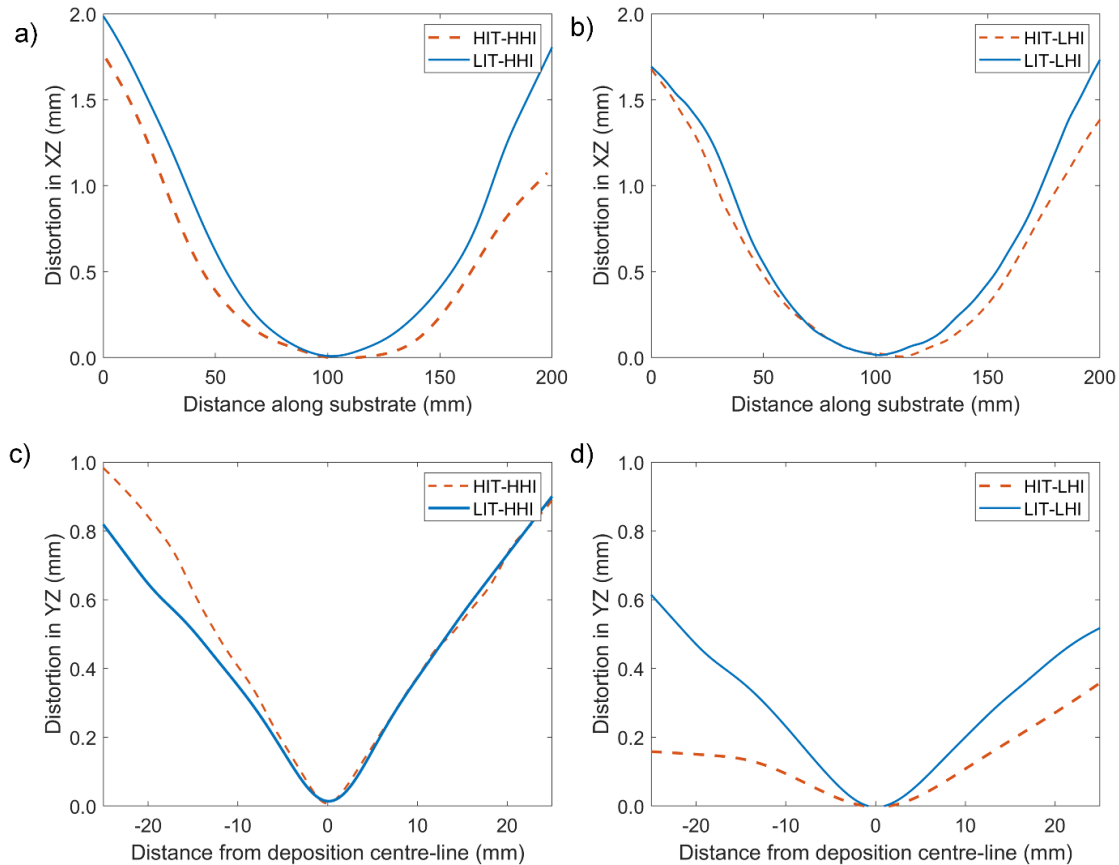 a)
2.0
1.5
1.0
0.5
0.0
Distortion in XZ (mm)
HIT-HHI
LIT-HHI
0 50 100 150 200
Distance along substrate (mm)
b)
2.0
1.5
1.0
0.5
0.0
Distortion in XZ (mm)
HIT-LHI
LIT-LHI
0 50 100 150 200
Distance along substrate (mm)
c)
1.0
0.8
0.6
0.4
0.2
0.0
Distortion in YZ (mm)
HIT-HHI
LIT-HHI
-20 -10 0 10 20
Distance from deposition centre-line (mm)
d)
1.0
0.8
0.6
0.4
0.2
0.0
Distortion in YZ (mm)
HIT-LHI
LIT-LHI
-20 -10 0 10 20
Distance from deposition centre-line (mm)